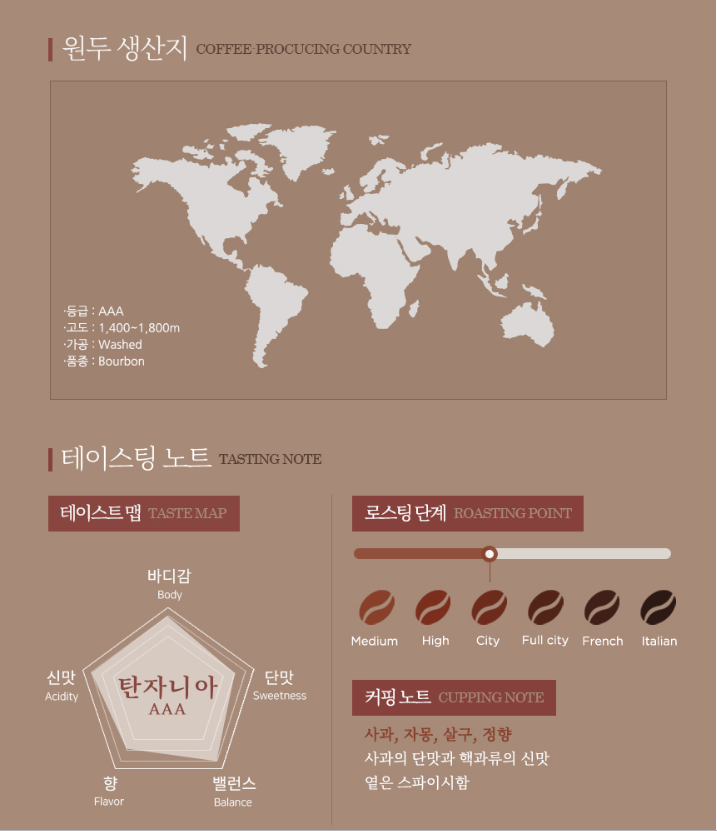 원두 생산지 COFFEE-PROCUCING COUNTRY
·등급 : AAA
·고도 : 1,400~1,800m
·가공 : Washed
·품종 : Bourbon
테이스팅 노트 TASTING NOTE
테이스트 맵 TASTE MAP
바디감
Body
신맛
Acidity
단맛
Sweetness
탄자니아
AAA
향
Flavor
밸런스
Balance
로스팅 단계 ROASTING POINT
Medium High City Full city French Italian
커핑 노트 CUPPING NOTE
사과, 자몽, 살구, 정향
사과의 단맛과 핵과류의 신맛
옅은 스파이시함